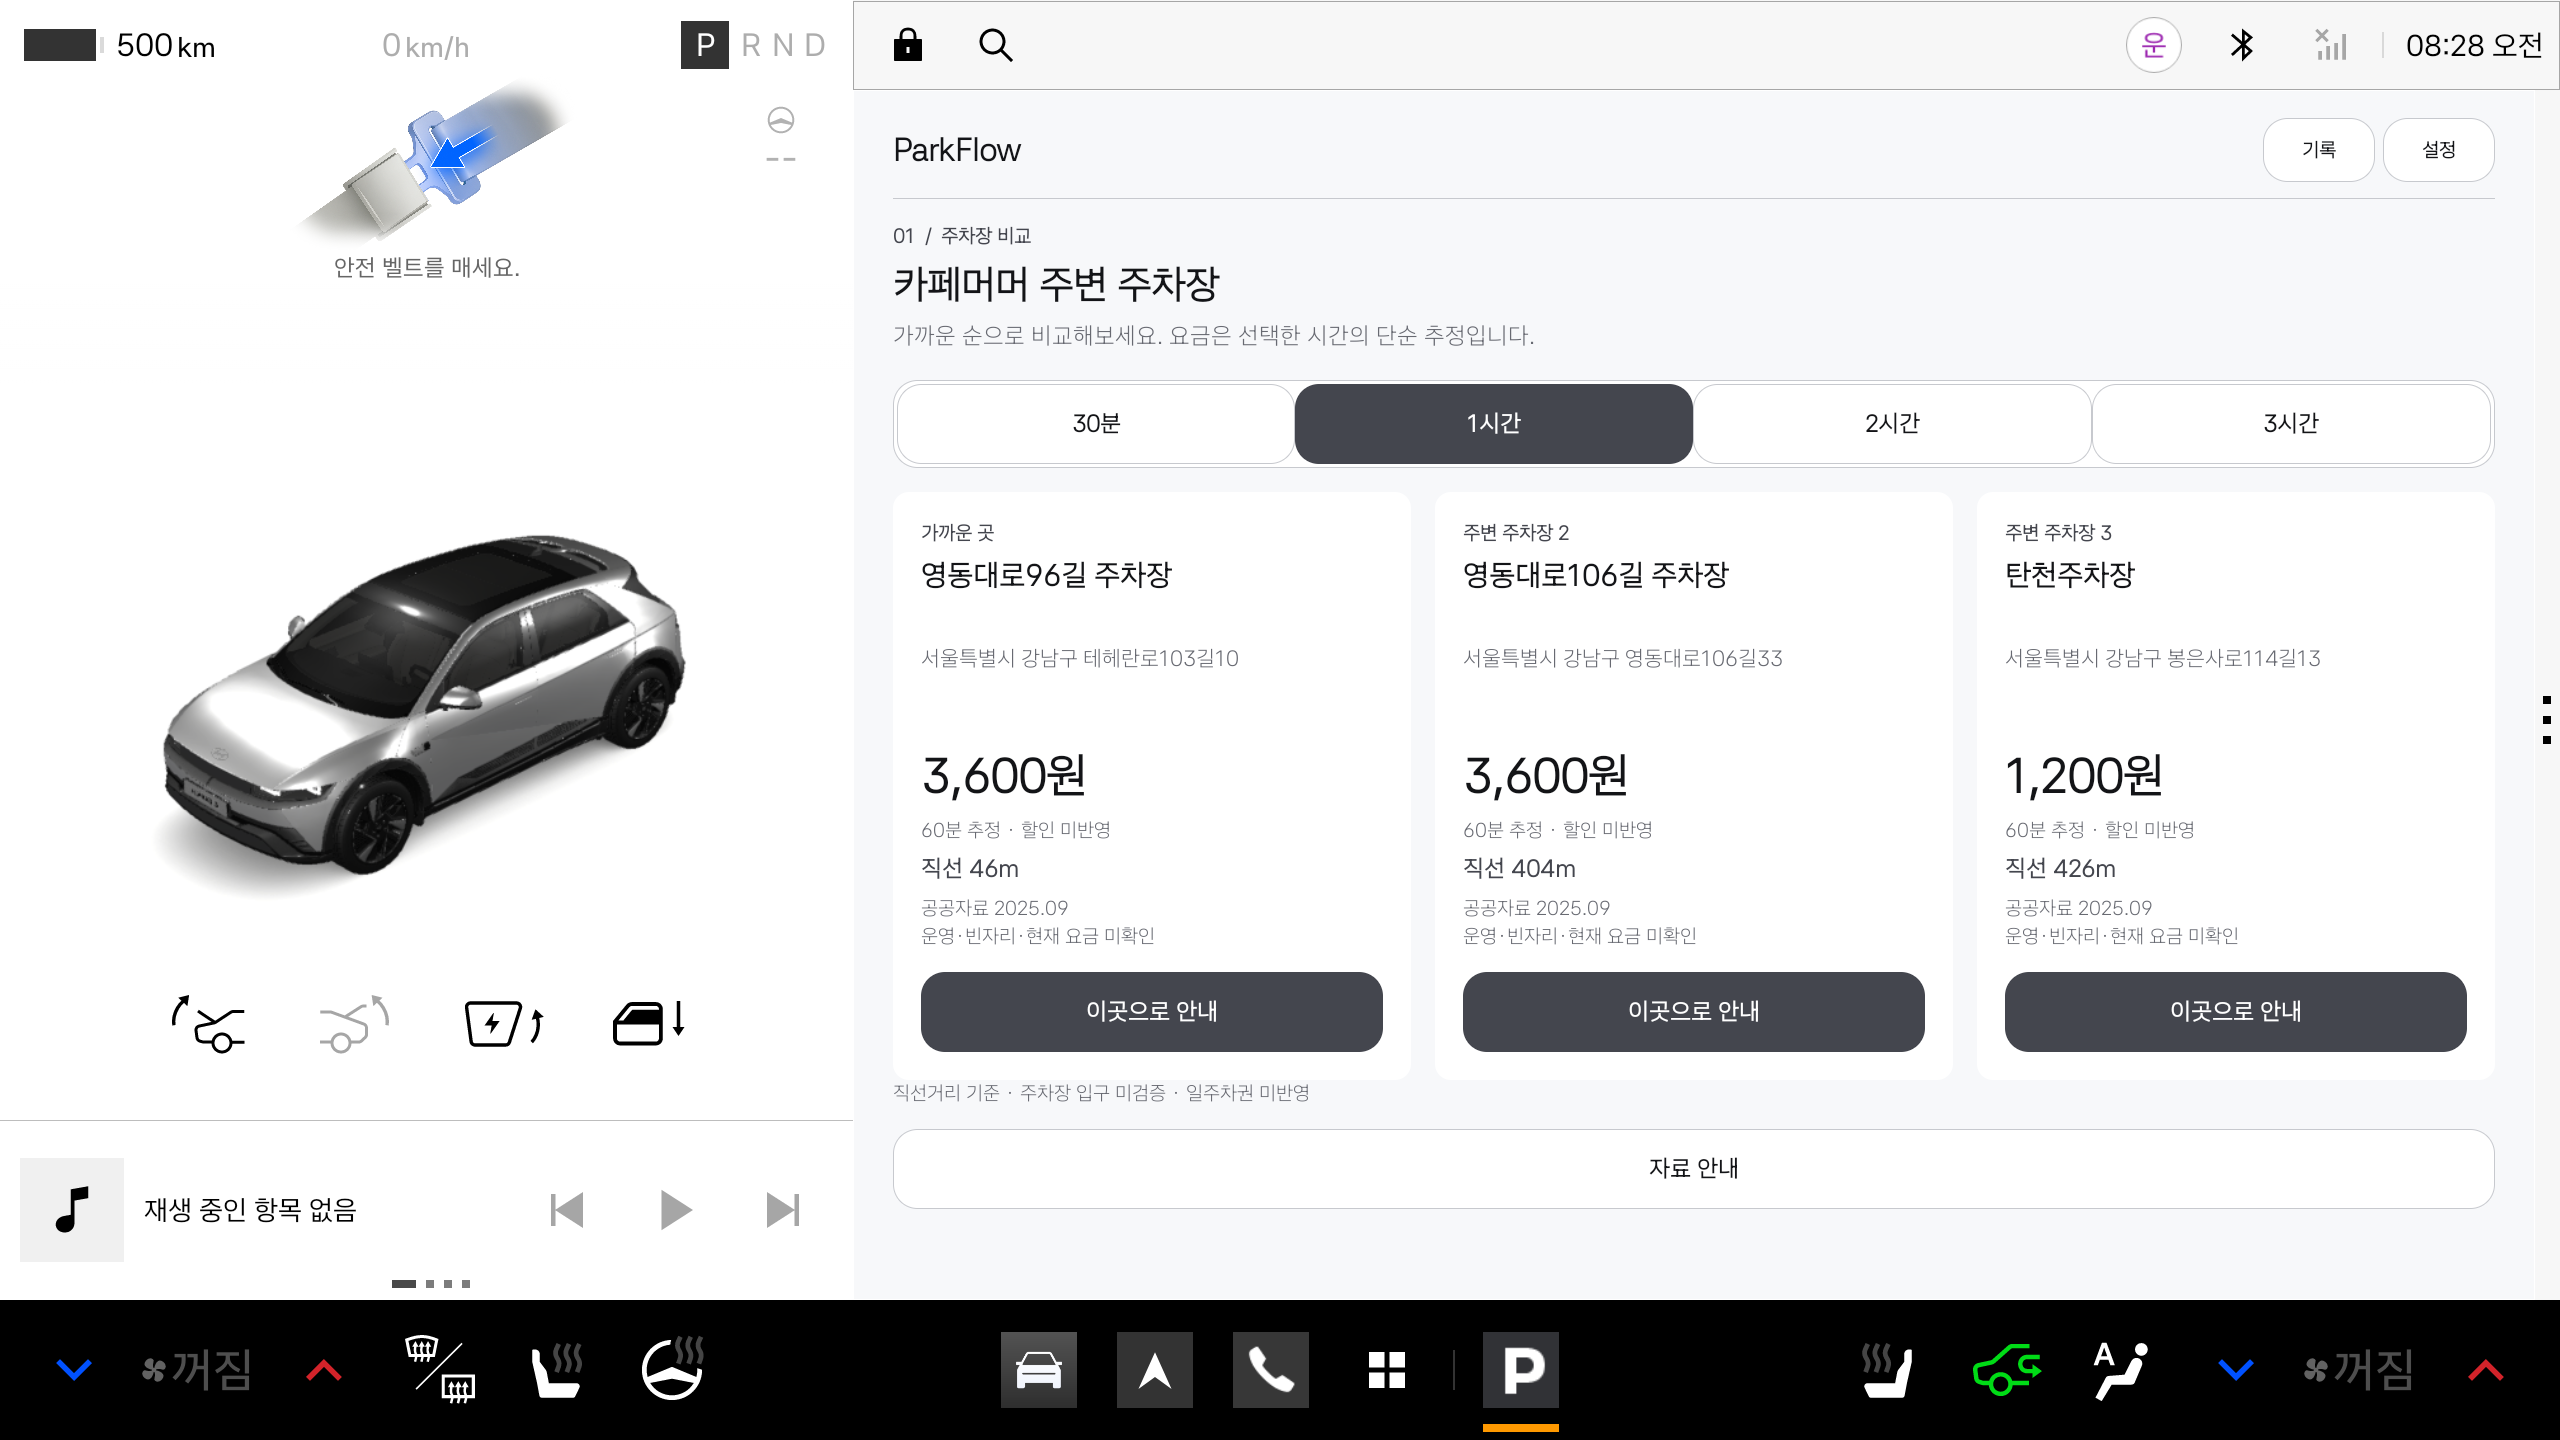 500 km
0 km/h
P R N D
운
08:28 오전
안전 벨트를 매세요.
ParkFlow
기록
설정
01 / 주차장 비교
카페머머 주변 주차장
가까운 순으로 비교해보세요. 요금은 선택한 시간의 단순 추정입니다.
30분
1시간
2시간
3시간
가까운 곳
영동대로96길 주차장
서울특별시 강남구 테헤란로103길10
3,600원
60분 추정 · 할인 미반영
직선 46m
공공자료 2025.09
운영·빈자리·현재 요금 미확인
이곳으로 안내
주변 주차장 2
영동대로106길 주차장
서울특별시 강남구 영동대로106길33
3,600원
60분 추정 · 할인 미반영
직선 404m
공공자료 2025.09
운영·빈자리·현재 요금 미확인
이곳으로 안내
주변 주차장 3
탄천주차장
서울특별시 강남구 봉은사로114길13
1,200원
60분 추정 · 할인 미반영
직선 426m
공공자료 2025.09
운영·빈자리·현재 요금 미확인
이곳으로 안내
직선거리 기준 · 주차장 입구 미검증 · 일주차권 미반영
자료 안내
재생 중인 항목 없음
꺼짐
P
A
꺼짐